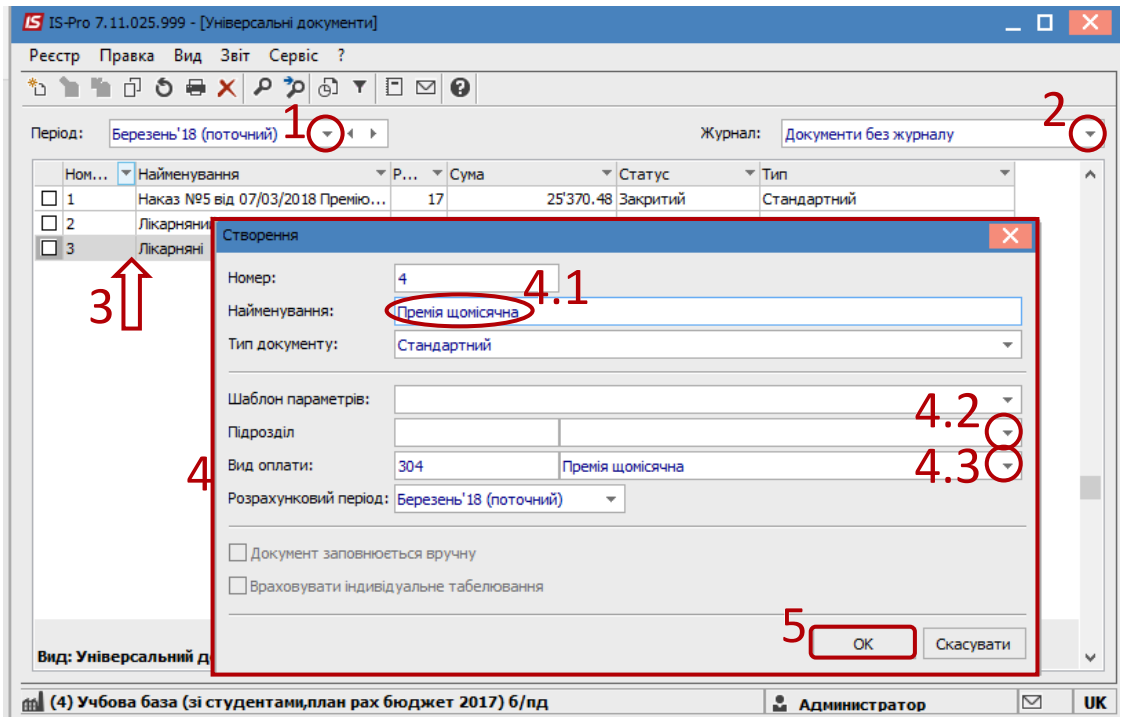 IS-Pro 7.11.025.999 - [Універсальні документи]
Реєстр Правка Вид Звіт Сервіс ?
Період: Березень'18 (поточний) 1 Журнал: Документи без журналу 2
Ном... Найменування Р... Сума Статус Тип
1 Наказ №5 від 07/03/2018 Премію... 17 25'370.48 Закритий Стандартний
2 Лікарняни
3 Лікарняні
3
Створення
Номер: 4
4.1
Найменування: Премія щомісячна
Тип документу: Стандартний
Шаблон параметрів:
Підрозділ 4.2
4
Вид оплати: 304 Премія щомісячна 4.3
Розрахунковий період: Березень'18 (поточний)
Документ заповнюється вручну
Враховувати індивідуальне табелювання
5 OK Скасувати
Вид: Універсальний д
(4) Учбова база (зі студентами,план рах бюджет 2017) б/пд Администратор UK